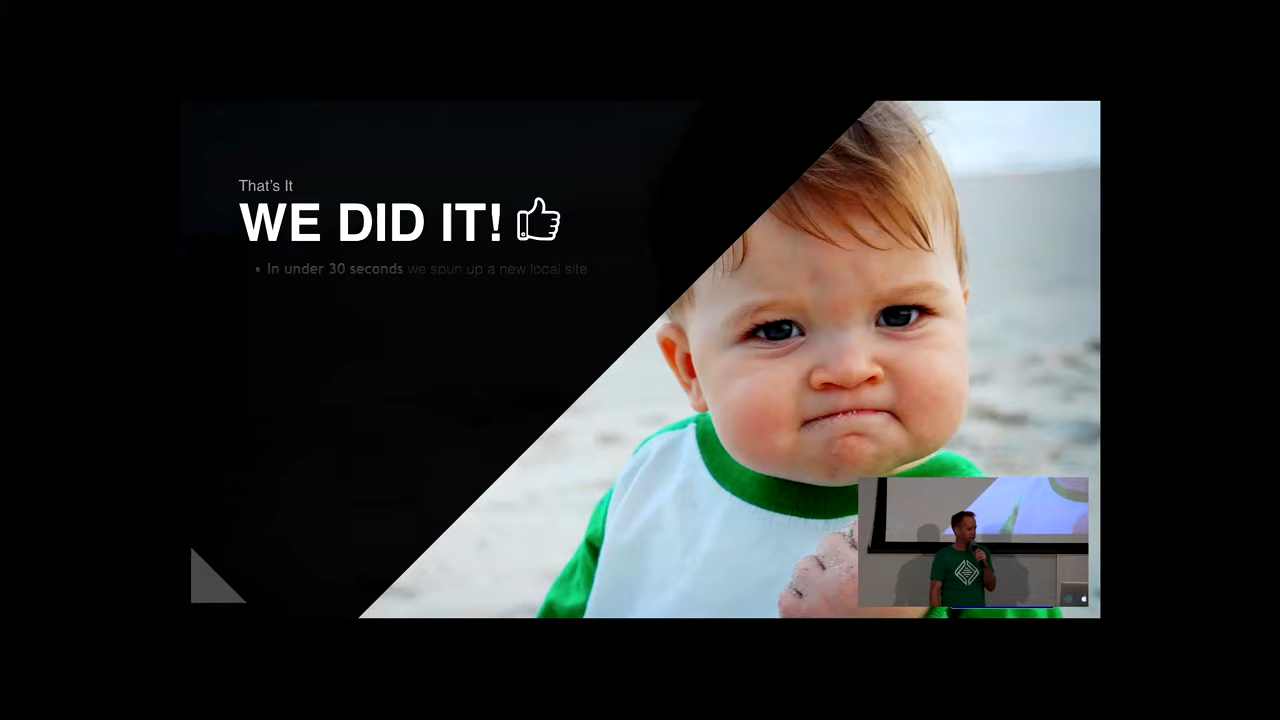 That's It
WE DID IT!
• In under 30 seconds we spun up a new local site